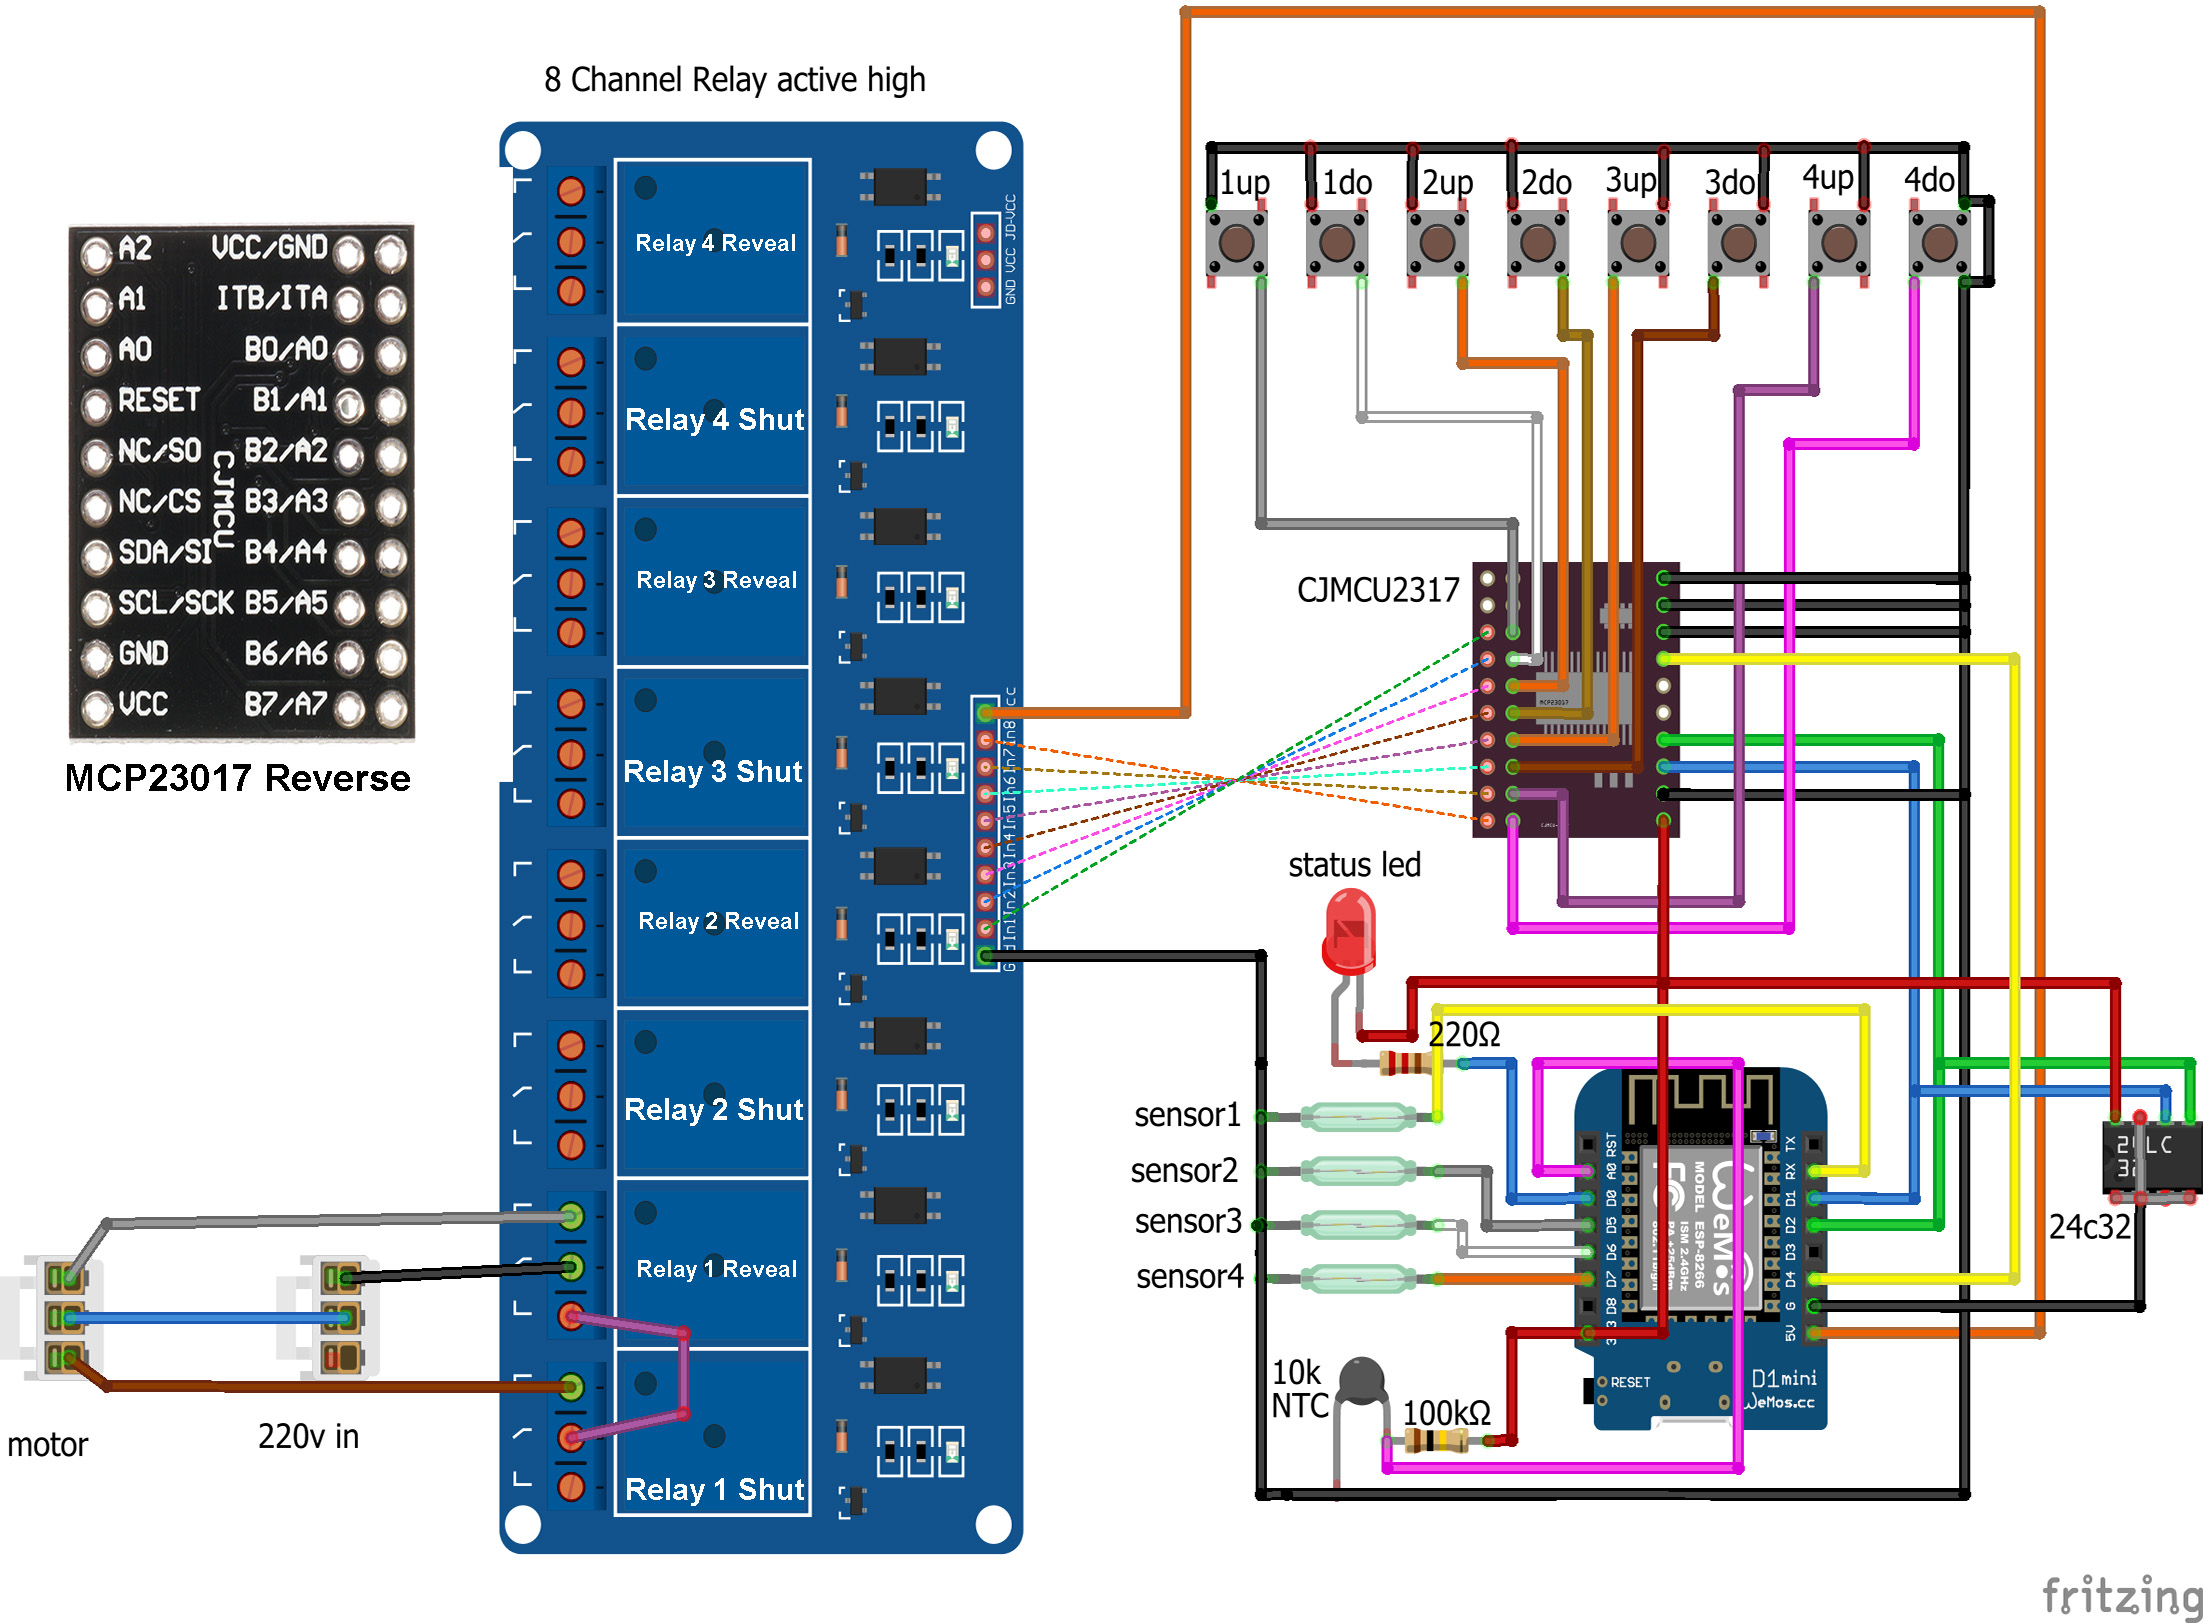 8 Channel Relay active high
A2 VCC/GND
A1 ITB/ITA
A0 B0/A0
RESET B1/A1
NC/SO B2/A2
NC/CS B3/A3
SDA/SI B4/A4
SCL/SCK B5/A5
GND B6/A6
VCC B7/A7
CJMCU
MCP23017 Reverse
Relay 4 Reveal
Relay 4 Shut
Relay 3 Reveal
Relay 3 Shut
Relay 2 Reveal
Relay 2 Shut
Relay 1 Reveal
Relay 1 Shut
GND VCC JD-VCC
In1 In2 In3 In4 In5 In6 In7 In8
1up 1do 2up 2do 3up 3do 4up 4do
CJMCU2317
MCP23017
status led
220Ω
sensor1
sensor2
sensor3
sensor4
10k
NTC
100kΩ
RST
A0
D0
D5
D6
D7
D8
TX
RX
D1
D2
D3
D4
G
5V
WeMos
MODEL ESP-8266
ISM 2.4GHz
RESET
D1mini
WeMos.cc
24c32
motor
220v in
fritzing